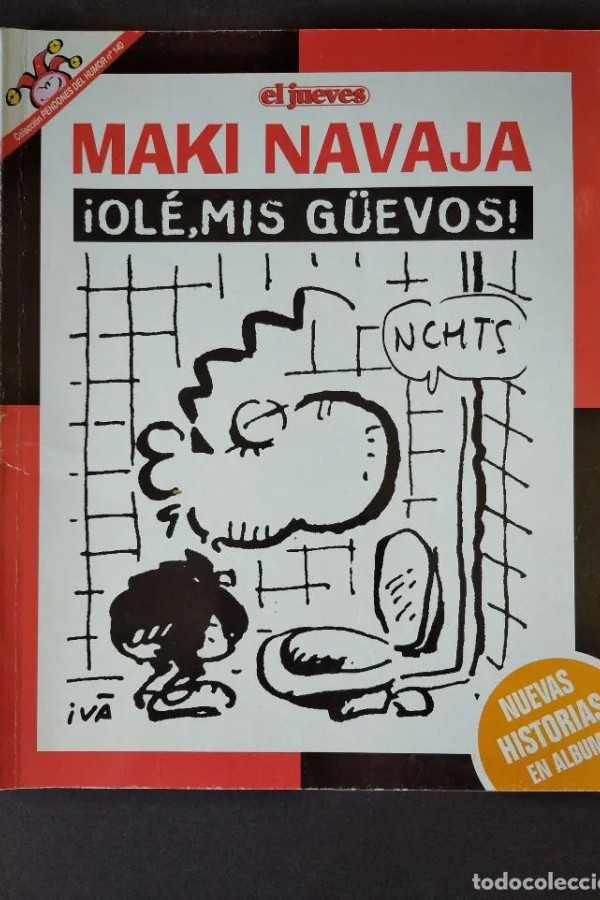 Colección PENDONES DEL HUMOR nº 140
el jueves
MAKI NAVAJA
¡OLÉ, MIS GÜEVOS!
NCHTS
ivà
NUEVAS
HISTORIAS
EN ALBUM
todocoleccion